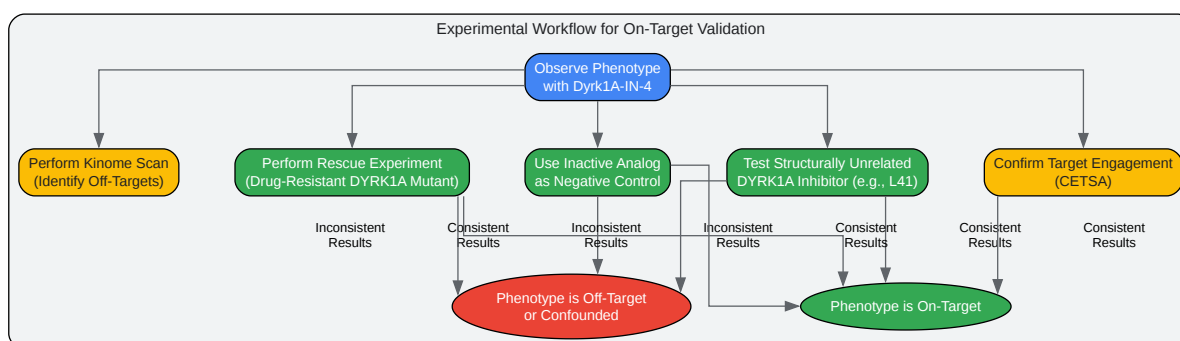 Experimental Workflow for On-Target Validation
Observe Phenotype
with Dyrk1A-IN-4
Perform Kinome Scan
(Identify Off-Targets)
Perform Rescue Experiment
(Drug-Resistant DYRK1A Mutant)
Use Inactive Analog
as Negative Control
Test Structurally Unrelated
DYRK1A Inhibitor (e.g., L41)
Confirm Target Engagement
(CETSA)
Inconsistent
Results
Consistent
Results
Inconsistent
Results
Inconsistent
Results
Consistent
Results
Consistent
Results
Consistent
Results
Phenotype is Off-Target
or Confounded
Phenotype is On-Target